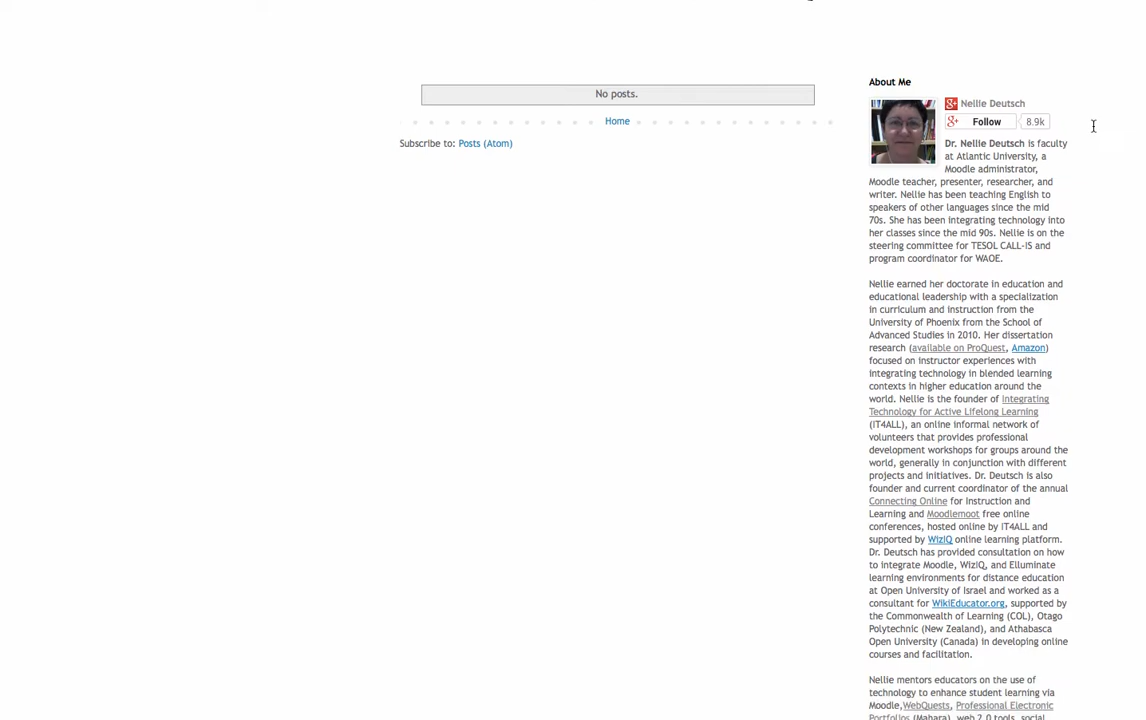 No posts.
Home
Subscribe to: Posts (Atom)
About Me
Nellie Deutsch
Follow 8.9k
Dr. Nellie Deutsch is faculty
at Atlantic University, a
Moodle administrator,
Moodle teacher, presenter, researcher, and
writer. Nellie has been teaching English to
speakers of other languages since the mid
70s. She has been integrating technology into
her classes since the mid 90s. Nellie is on the
steering committee for TESOL CALL-IS and
program coordinator for WAOE.
Nellie earned her doctorate in education and
educational leadership with a specialization
in curriculum and instruction from the
University of Phoenix from the School of
Advanced Studies in 2010. Her dissertation
research (available on ProQuest, Amazon)
focused on instructor experiences with
integrating technology in blended learning
contexts in higher education around the
world. Nellie is the founder of Integrating
Technology for Active Lifelong Learning
(IT4ALL), an online informal network of
volunteers that provides professional
development workshops for groups around the
world, generally in conjunction with different
projects and initiatives. Dr. Deutsch is also
founder and current coordinator of the annual
Connecting Online for Instruction and
Learning and Moodlemoot free online
conferences, hosted online by IT4ALL and
supported by WizIQ online learning platform.
Dr. Deutsch has provided consultation on how
to integrate Moodle, WizIQ, and Elluminate
learning environments for distance education
at Open University of Israel and worked as a
consultant for WikiEducator.org, supported by
the Commonwealth of Learning (COL), Otago
Polytechnic (New Zealand), and Athabasca
Open University (Canada) in developing online
courses and facilitation.
Nellie mentors educators on the use of
technology to enhance student learning via
Moodle,WebQuests, Professional Electronic
Portfolios (Mahara), web 2.0 tools, social